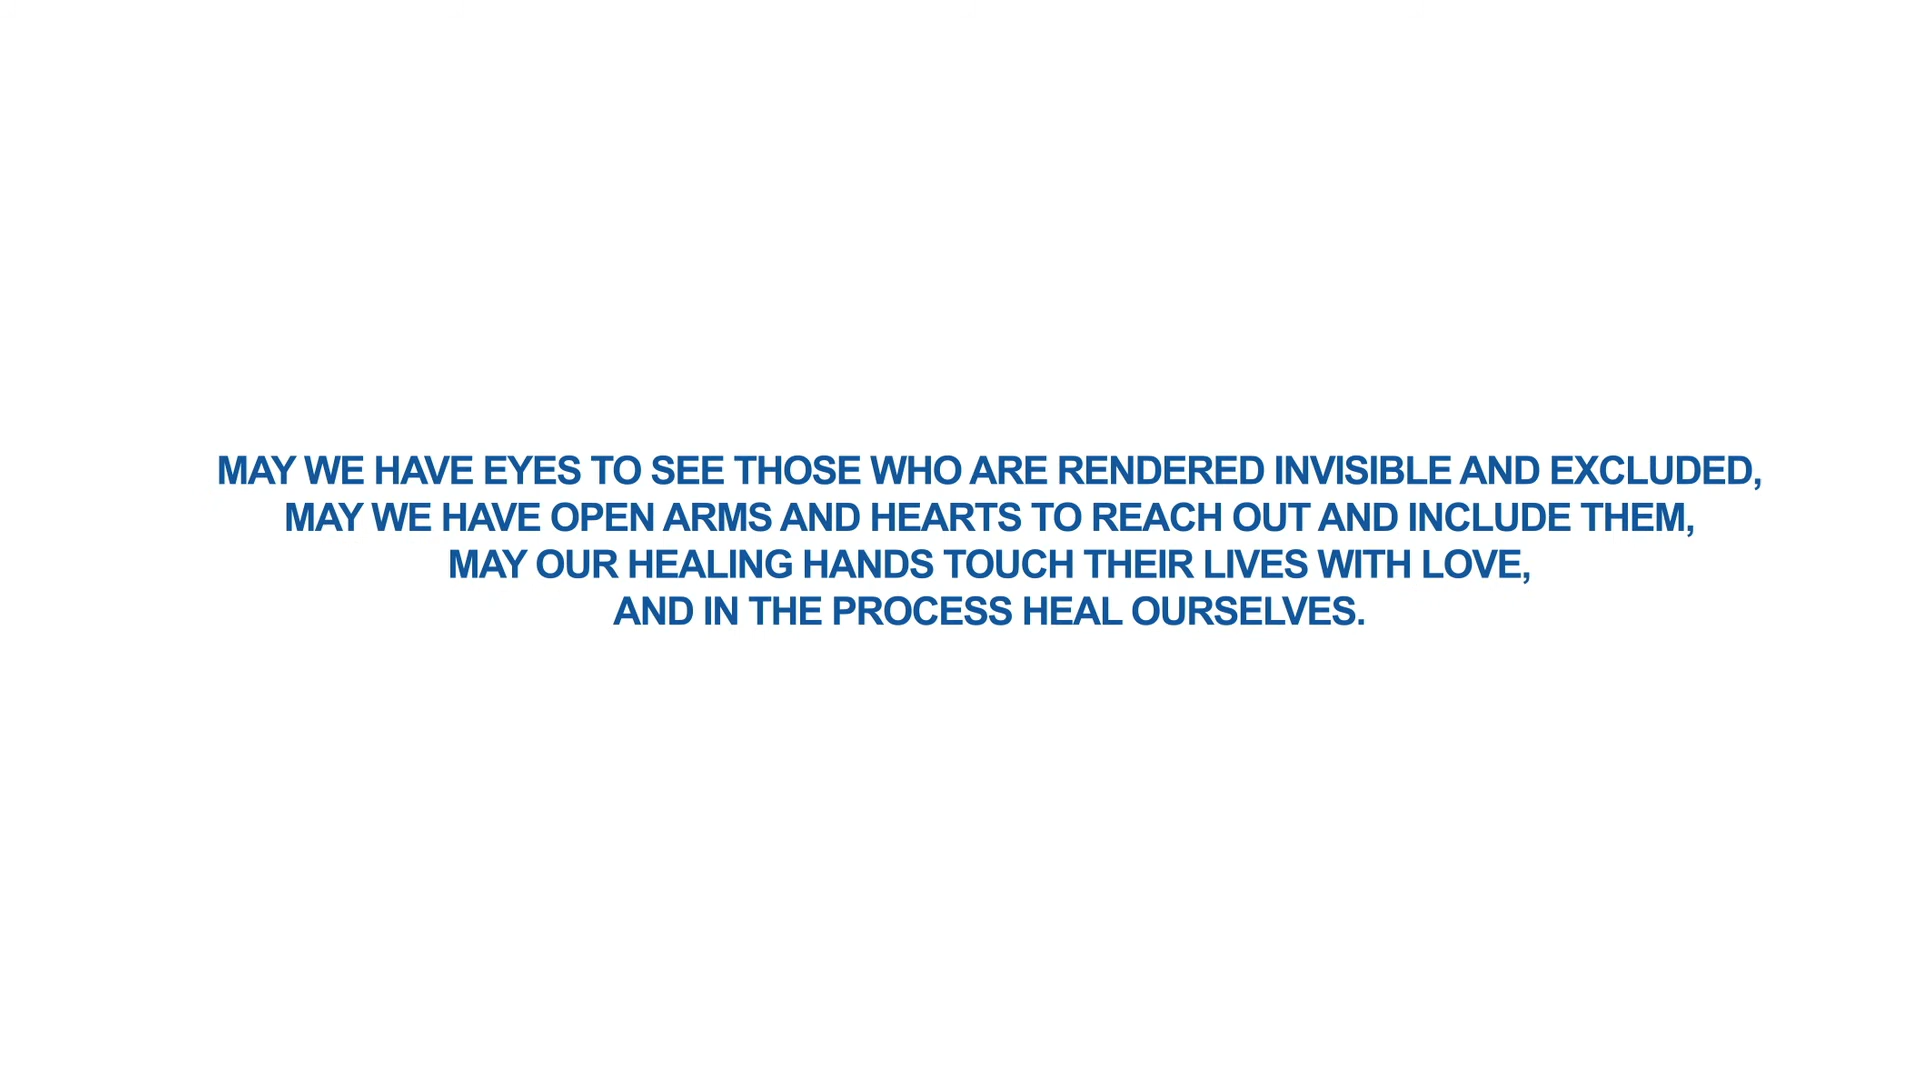 MAY WE HAVE EYES TO SEE THOSE WHO ARE RENDERED INVISIBLE AND EXCLUDED,
MAY WE HAVE OPEN ARMS AND HEARTS TO REACH OUT AND INCLUDE THEM,
MAY OUR HEALING HANDS TOUCH THEIR LIVES WITH LOVE,
AND IN THE PROCESS HEAL OURSELVES.